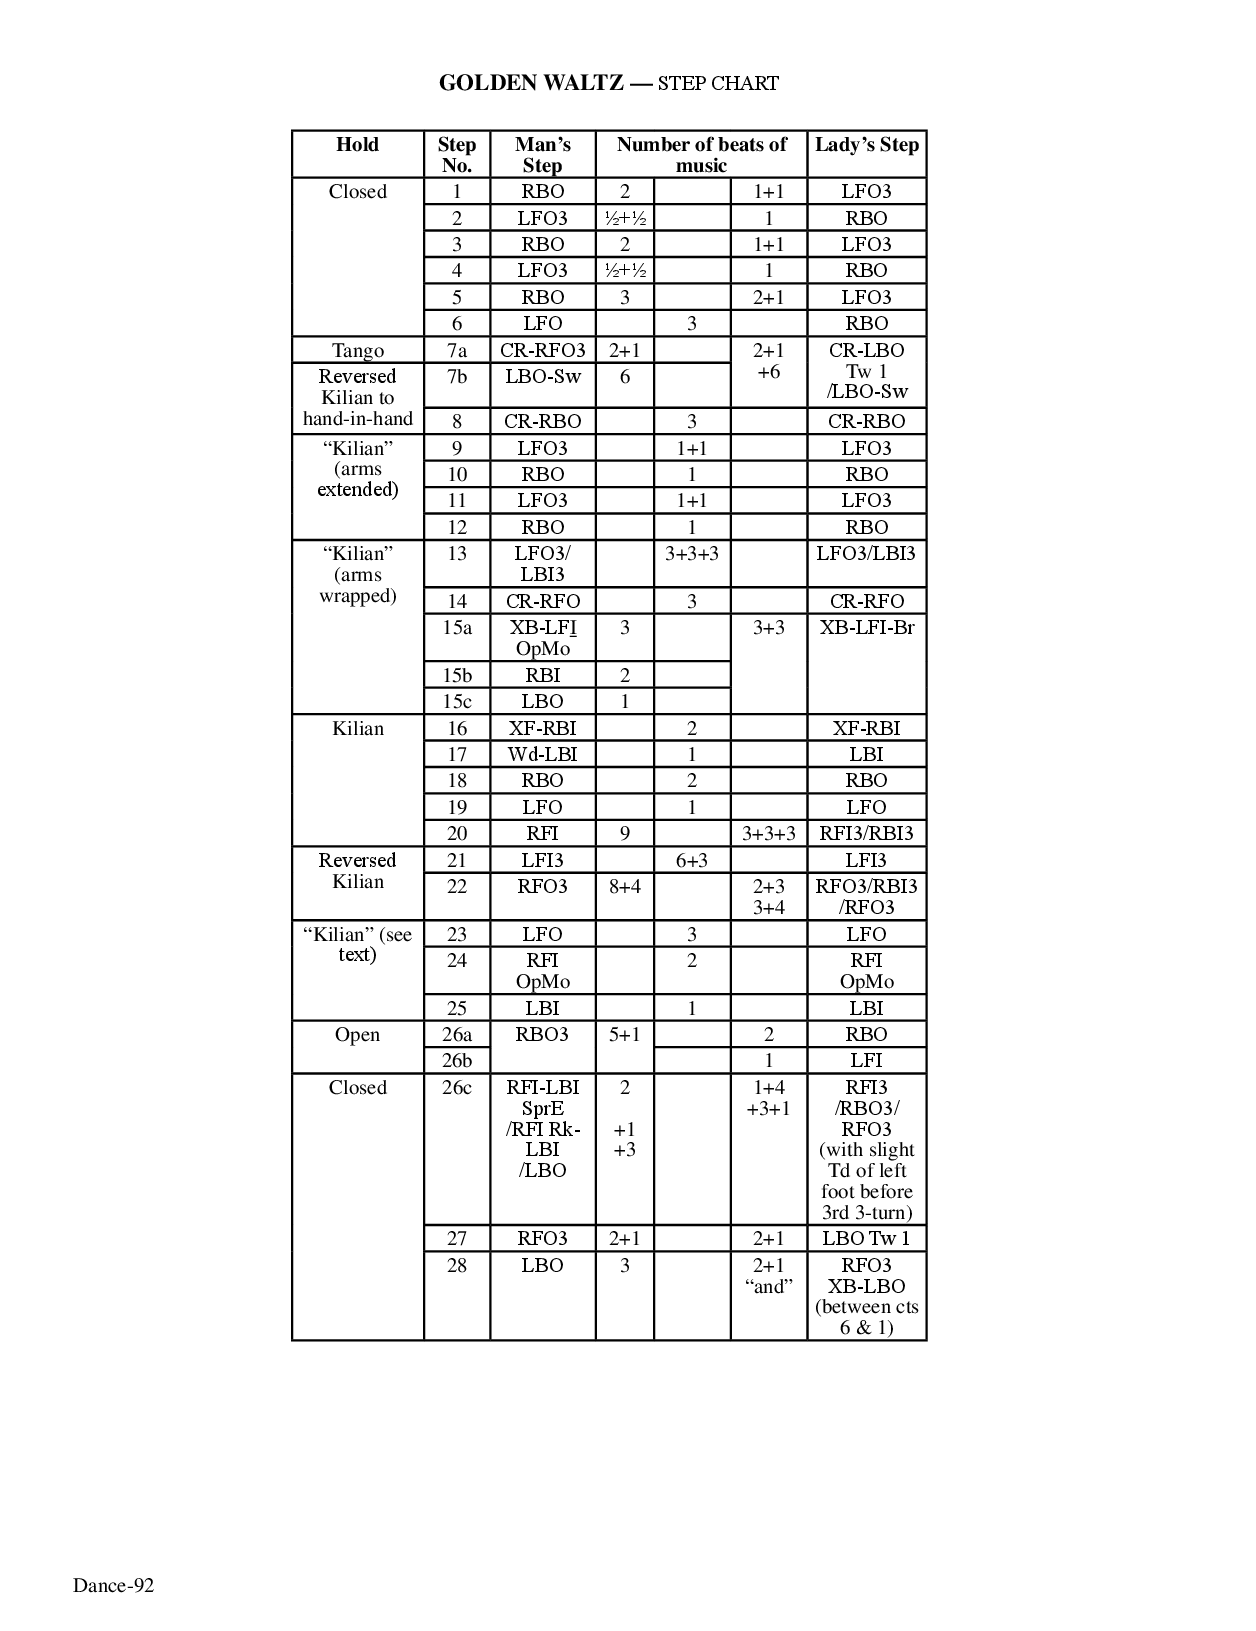 GOLDEN WALTZ — STEP CHART
Hold Step No. Man's Step Number of beats of music Lady's Step
Closed 1 RBO 2 1+1 LFO3
2 LFO3 ½+½ 1 RBO
3 RBO 2 1+1 LFO3
4 LFO3 ½+½ 1 RBO
5 RBO 3 2+1 LFO3
6 LFO 3 RBO
Tango 7a CR-RFO3 2+1 2+1 CR-LBO
Reversed 7b LBO-Sw 6 +6 Tw 1
Kilian to /LBO-Sw
hand-in-hand 8 CR-RBO 3 CR-RBO
“Kilian” 9 LFO3 1+1 LFO3
(arms 10 RBO 1 RBO
extended) 11 LFO3 1+1 LFO3
12 RBO 1 RBO
“Kilian” 13 LFO3/ 3+3+3 LFO3/LBI3
(arms LBI3
wrapped) 14 CR-RFO 3 CR-RFO
15a XB-LFI 3 3+3 XB-LFI-Br
OpMo
15b RBI 2
15c LBO 1
Kilian 16 XF-RBI 2 XF-RBI
17 Wd-LBI 1 LBI
18 RBO 2 RBO
19 LFO 1 LFO
20 RFI 9 3+3+3 RFI3/RBI3
Reversed 21 LFI3 6+3 LFI3
Kilian 22 RFO3 8+4 2+3 RFO3/RBI3
3+4 /RFO3
“Kilian” (see 23 LFO 3 LFO
text) 24 RFI 2 RFI
OpMo OpMo
25 LBI 1 LBI
Open 26a RBO3 5+1 2 RBO
26b 1 LFI
Closed 26c RFI-LBI 2 1+4 RFI3
SprE +3+1 /RBO3/
/RFI Rk- +1 RFO3
LBI +3 (with slight
/LBO Td of left
foot before
3rd 3-turn)
27 RFO3 2+1 2+1 LBO Tw 1
28 LBO 3 2+1 RFO3
“and” XB-LBO
(between cts
6 & 1)
Dance-92